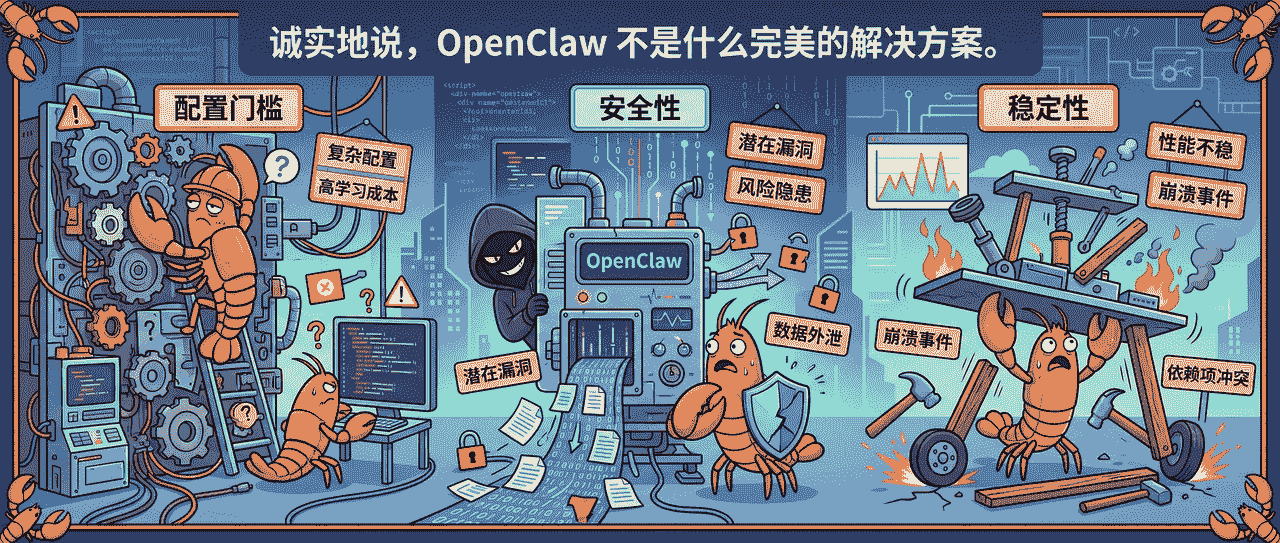 诚实地说，OpenClaw 不是什么完美的解决方案。
配置门槛
复杂配置
高学习成本
安全性
潜在漏洞
风险隐患
OpenClaw
数据外泄
潜在漏洞
稳定性
性能不稳
崩溃事件
崩溃事件
依赖项冲突